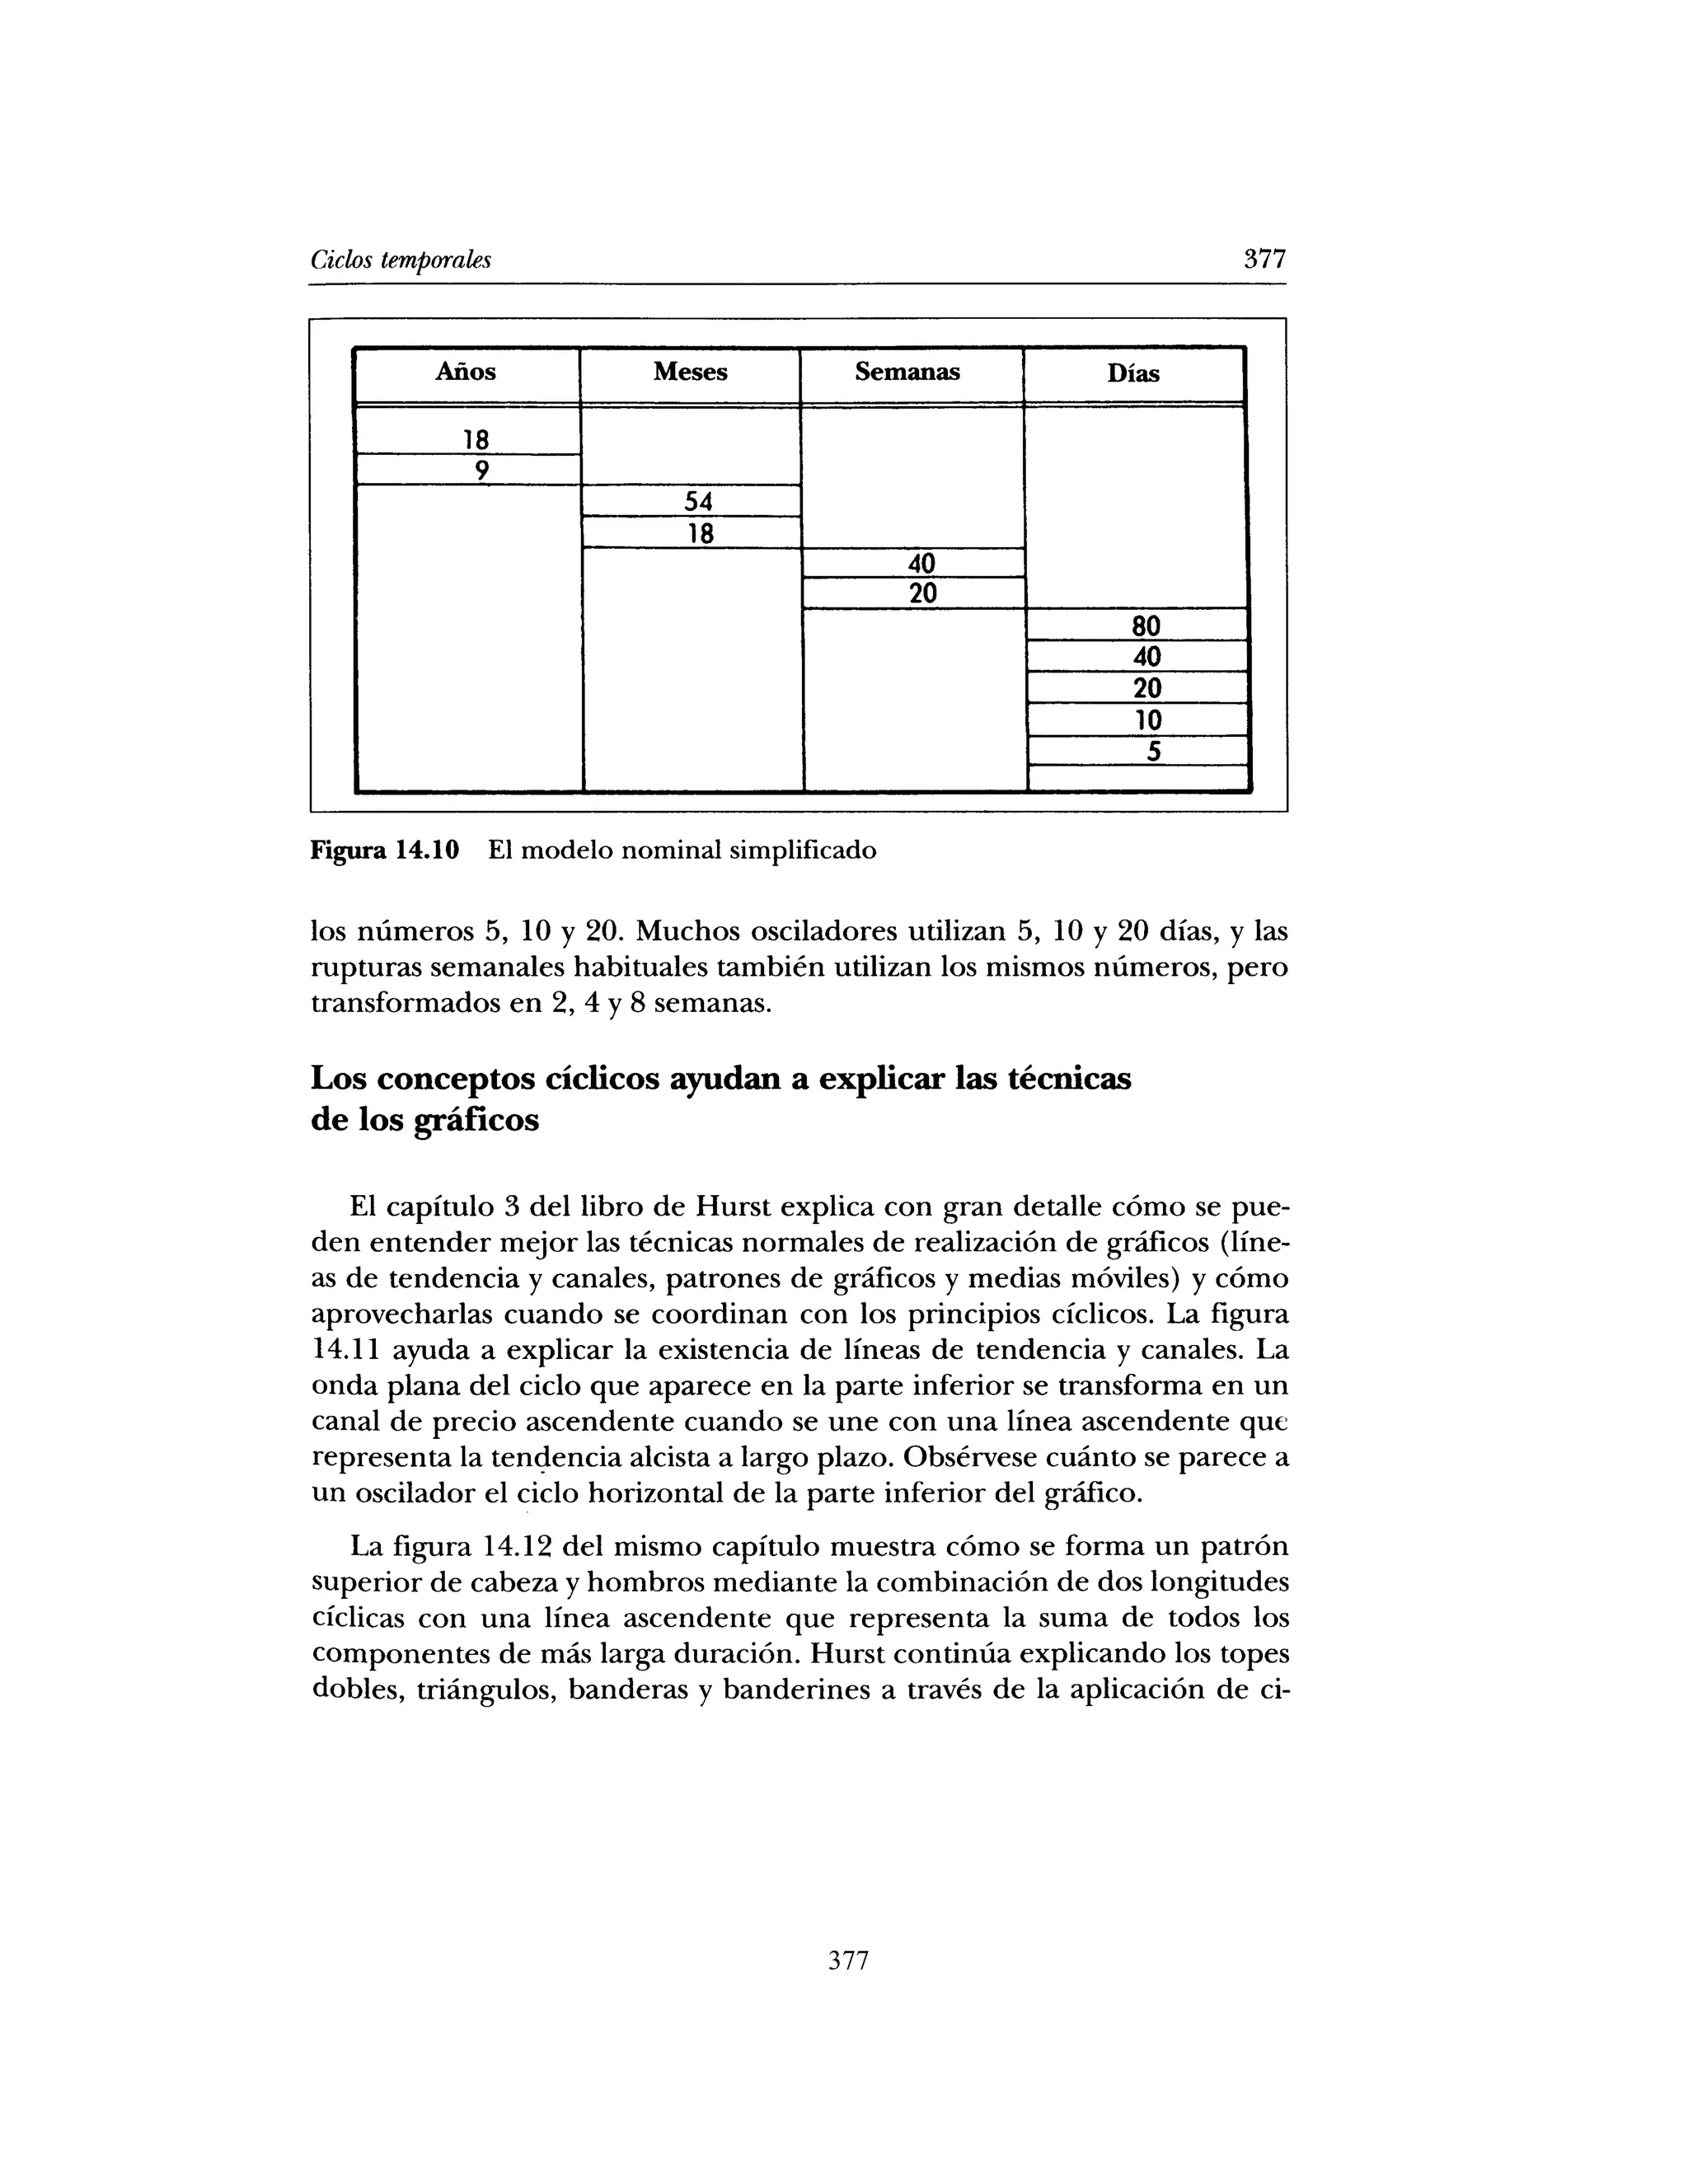 Ciclos temporales 377
Años Meses Semanas Días
18
9
54
18
40
20
80
40
20
10
5
Figura 14.10 El modelo nominal simplificado
los números 5, 10 y 20. Muchos osciladores utilizan 5, 10 y 20 días, y las
rupturas semanales habituales también utilizan los mismos números, pero
transformados en 2, 4 y 8 semanas.
Los conceptos cíclicos ayudan a explicar las técnicas
de los gráficos
El capítulo 3 del libro de Hurst explica con gran detalle cómo se pue-
den entender mejor las técnicas normales de realización de gráficos (líne-
as de tendencia y canales, patrones de gráficos y medias móviles) y cómo
aprovecharlas cuando se coordinan con los principios cíclicos. La figura
14.11 ayuda a explicar la existencia de líneas de tendencia y canales. La
onda plana del ciclo que aparece en la parte inferior se transforma en un
canal de precio ascendente cuando se une con una línea ascendente que
representa la tendencia alcista a largo plazo. Obsérvese cuánto se parece a
un oscilador el ciclo horizontal de la parte inferior del gráfico.
La figura 14.12 del mismo capítulo muestra cómo se forma un patrón
superior de cabeza y hombros mediante la combinación de dos longitudes
cíclicas con una línea ascendente que representa la suma de todos los
componentes de más larga duración. Hurst continúa explicando los topes
dobles, triángulos, banderas y banderines a través de la aplicación de ci-
377